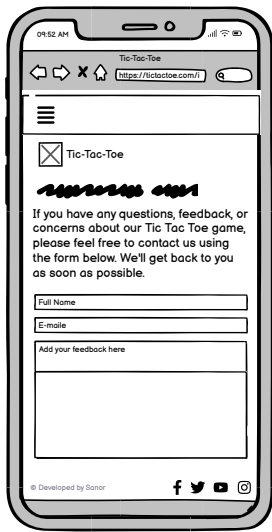 09:52 AM
Tic-Tac-Toe
https://tictactoe.com/i
Tic-Tac-Toe
If you have any questions, feedback, or
concerns about our Tic Tac Toe game,
please feel free to contact us using
the form below. We'll get back to you
as soon as possible.
Full Name
E-maile
Add your feedback here
© Developed by Sanor